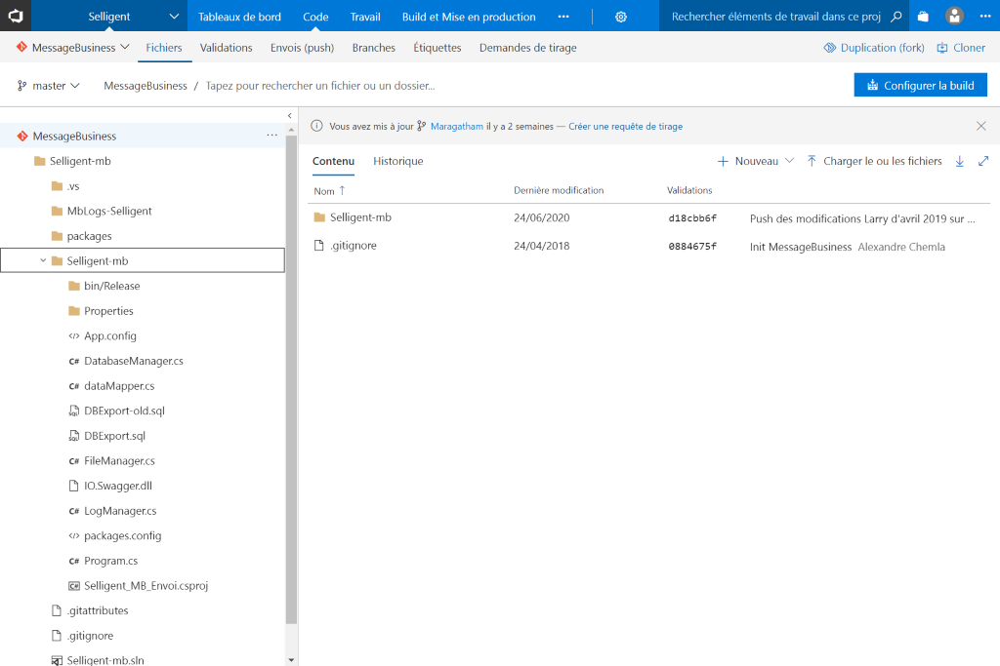 Selligent Tableaux de bord Code Travail Build et Mise en production ··· Rechercher éléments de travail dans ce proj ···
MessageBusiness Fichiers Validations Envois (push) Branches Étiquettes Demandes de tirage Duplication (fork) Cloner
master MessageBusiness / Tapez pour rechercher un fichier ou un dossier... Configurer la build
Vous avez mis à jour Maragatham il y a 2 semaines — Créer une requête de tirage
MessageBusiness ···
Selligent-mb
.vs
MbLogs-Selligent
packages
Selligent-mb
bin/Release
Properties
</> App.config
C# DatabaseManager.cs
C# dataMapper.cs
DBExport-old.sql
DBExport.sql
C# FileManager.cs
IO.Swagger.dll
C# LogManager.cs
</> packages.config
C# Program.cs
Selligent_MB_Envoi.csproj
.gitattributes
.gitignore
Selligent-mb.sln
Contenu Historique Nouveau Charger le ou les fichiers
Nom ↑ Dernière modification Validations
Selligent-mb 24/06/2020 d18cbb6f Push des modifications Larry d'avril 2019 sur ...
.gitignore 24/04/2018 0884675f Init MessageBusiness Alexandre Chemla